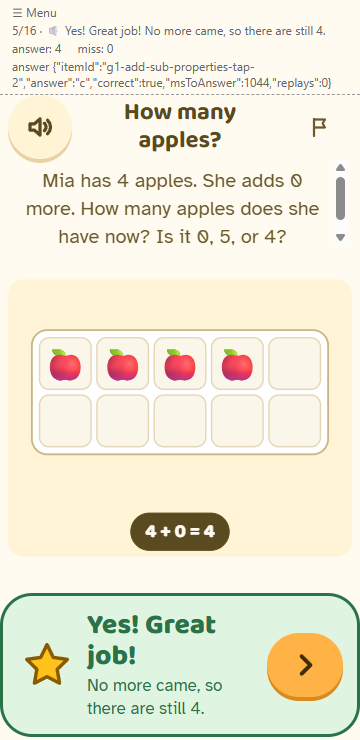 ☰ Menu
5/16 · 🔊 Yes! Great job! No more came, so there are still 4.
answer: 4 miss: 0
answer {"itemId":"g1-add-sub-properties-tap-
2","answer":"c","correct":true,"msToAnswer":1044,"replays":0}
How many
apples?
Mia has 4 apples. She adds 0
more. How many apples does she
have now? Is it 0, 5, or 4?
4 + 0 = 4
Yes! Great
job!
No more came, so
there are still 4.